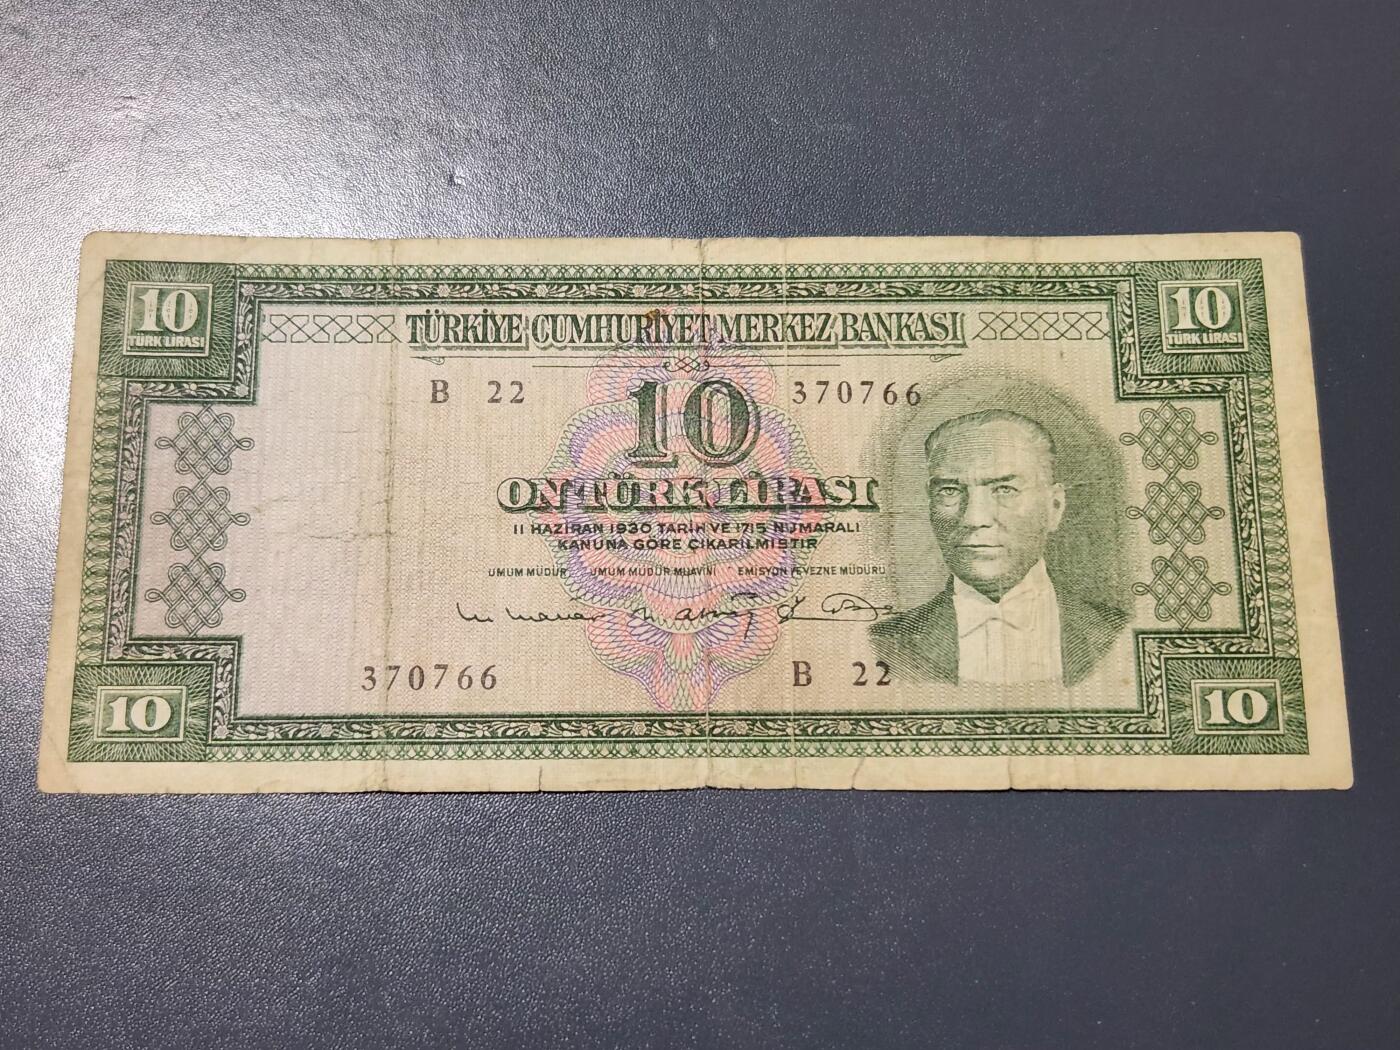 10
TÜRK LİRASI
10
TÜRK LİRASI
TÜRKİYE CUMHURİYET MERKEZ BANKASI
B 22
10
370766
ON TÜRK LİRASI
11 HAZİRAN 1930 TARİH VE 1715 NUMARALI
KANUNA GÖRE ÇIKARILMIŞTIR
UMUM MÜDÜR UMUM MÜDÜR MUAVİNİ EMİSYON VE VEZNE MÜDÜRÜ
370766
B 22
10
10